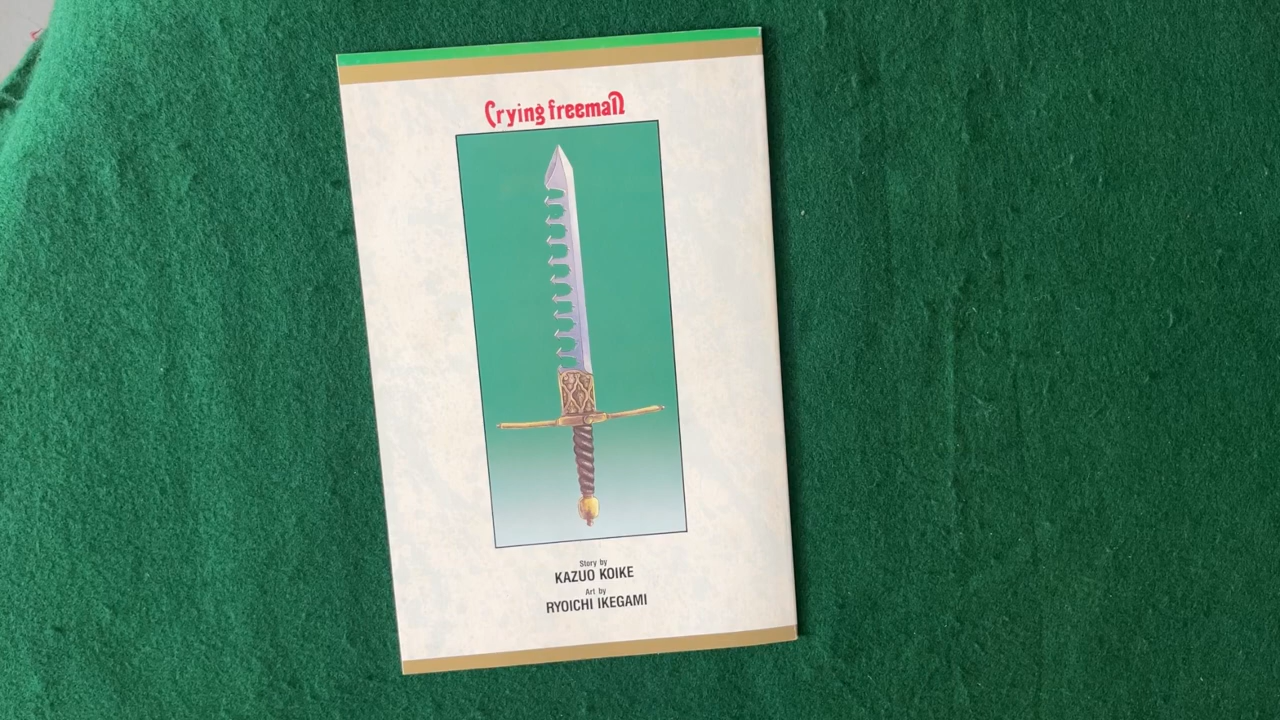 Crying freeman
Story by
KAZUO KOIKE
Art by
RYOICHI IKEGAMI